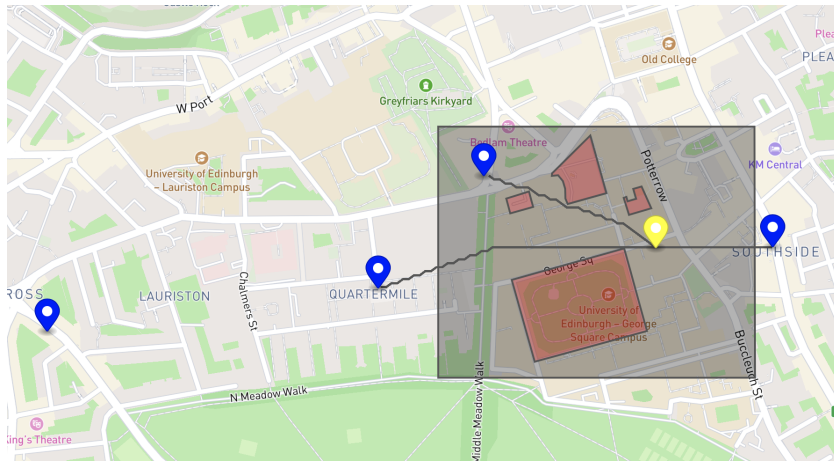 Old College
PLEA
Greyfriars Kirkyard
W Port
Bedlam Theatre
KM Central
Potterrow
University of Edinburgh
– Lauriston Campus
SOUTHSIDE
ROSS
LAURISTON
QUARTERMILE
George Sq
Chalmers St
University of
Edinburgh – George
Square Campus
Buccleuch St
N Meadow Walk
Middle Meadow Walk
King's Theatre